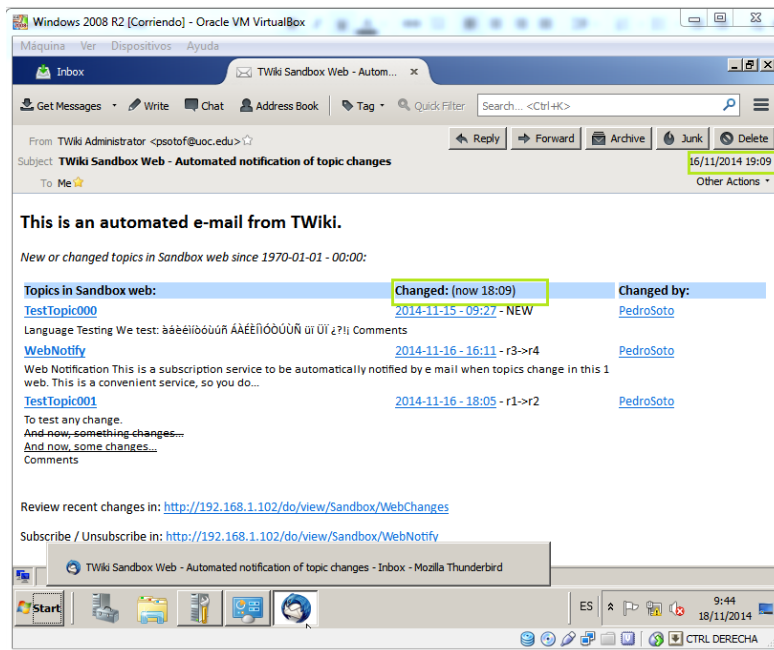 Windows 2008 R2 [Corriendo] - Oracle VM VirtualBox
Máquina Ver Dispositivos Ayuda
Inbox TWiki Sandbox Web - Autom... x
Get Messages Write Chat Address Book Tag Quick Filter Search... <Ctrl+K>
From TWiki Administrator <psotof@uoc.edu> Reply Forward Archive Junk Delete
Subject TWiki Sandbox Web - Automated notification of topic changes 16/11/2014 19:09
To Me Other Actions
This is an automated e-mail from TWiki.
New or changed topics in Sandbox web since 1970-01-01 - 00:00:
Topics in Sandbox web: Changed: (now 18:09) Changed by:
TestTopic000 2014-11-15 - 09:27 - NEW PedroSoto
Language Testing We test: àáèéìíòóùúñ ÀÁÉÈÍÌÓÒÚÙÑ üï ÜÏ ¿?!¡ Comments
WebNotify 2014-11-16 - 16:11 - r3->r4 PedroSoto
Web Notification This is a subscription service to be automatically notified by e mail when topics change in this 1
web. This is a convenient service, so you do...
TestTopic001 2014-11-16 - 18:05 - r1->r2 PedroSoto
To test any change.
And now, something changes...
And now, some changes...
Comments
Review recent changes in: http://192.168.1.102/do/view/Sandbox/WebChanges
Subscribe / Unsubscribe in: http://192.168.1.102/do/view/Sandbox/WebNotify
TWiki Sandbox Web - Automated notification of topic changes - Inbox - Mozilla Thunderbird
Start ES 9:44
18/11/2014
CTRL DERECHA